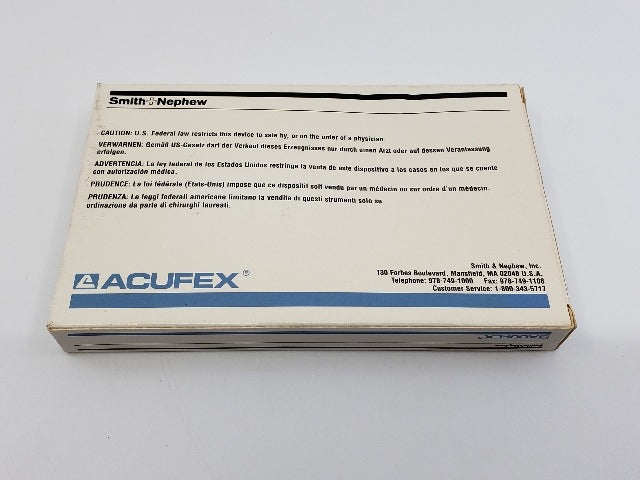 Smith+Nephew
CAUTION: U.S. Federal law restricts this device to sale by, or on the order of a physician
VERWARNEN: Gemäß US-Gesetz darf der Verkauf dieses Erzeugnisses nur durch einen Arzt oder auf dessen Veranlassung
erfolgen.
ADVERTENCIA: La ley federal de los Estados Unidos restringe la venta de este dispositivo a los casos en los que se cuente
con autorización médica.
PRUDENCE: La loi fédérale (Etats-Unis) impose que ce dispositif soit vendu par un médecin ou sur ordre d'un médecin.
PRUDENZA: Le leggi federali americane limitano la vendita di questi strumenti solo su
ordinazione da parte di chirurghi laureati.
ACUFEX®
Smith & Nephew, Inc.
130 Forbes Boulevard, Mansfield, MA 02048 U.S.A.
Telephone: 978-749-1000 Fax: 978-749-1108
Customer Service: 1-800-343-5717
ACUFEX®